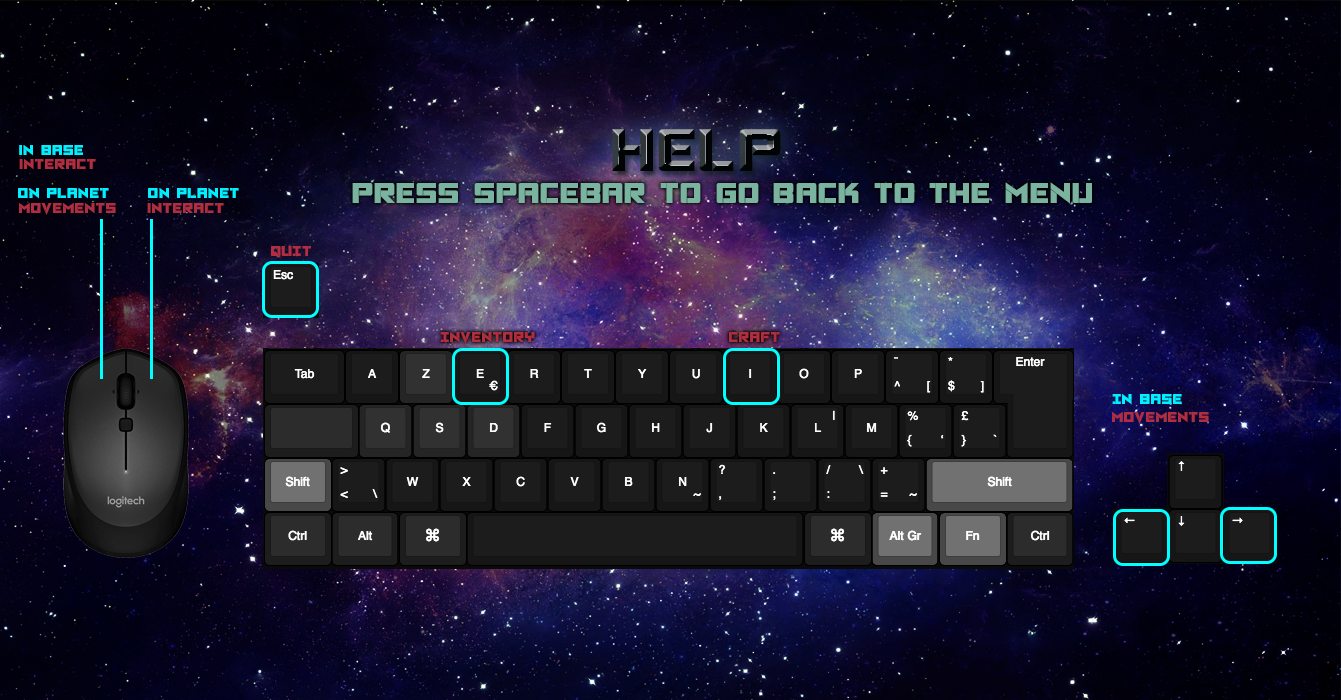 HELP
PRESS SPACEBAR TO GO BACK TO THE MENU
IN BASE
INTERACT
ON PLANET
MOVEMENTS
ON PLANET
INTERACT
QUIT
Esc
INVENTORY
CRAFT
Tab A Z E € R T Y U I O P ¨ ^ [ * $ ] Enter
Q S D F G H J K L | M % { ' £ } `
Shift > < \ W X C V B N ~ ? , . ; / \ : + = ~ Shift
Ctrl Alt ⌘ ⌘ Alt Gr Fn Ctrl
logitech
IN BASE
MOVEMENTS
↑
← ↓ →